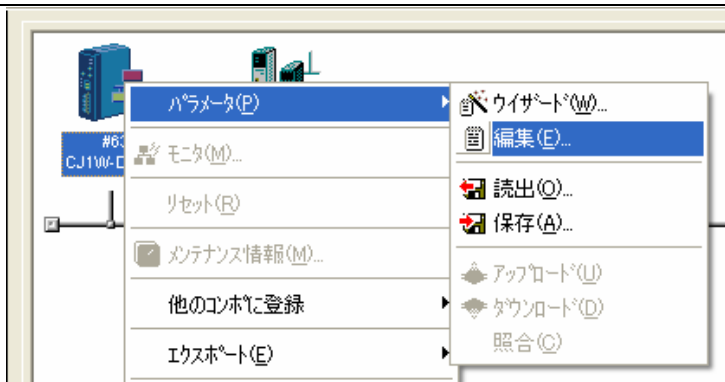 #63
CJ1W-D
ﾊﾟﾗﾒｰﾀ(P)
ﾓﾆﾀ(M)...
ﾘｾｯﾄ(R)
ﾒﾝﾃﾅﾝｽ情報(M)...
他のｺﾝﾎﾟに登録
ｴｸｽﾎﾟｰﾄ(E)
ｳｲｻﾞｰﾄﾞ(W)...
編集(E)...
読出(O)...
保存(A)...
ｱｯﾌﾟﾛｰﾄﾞ(U)
ﾀﾞｳﾝﾛｰﾄﾞ(D)
照合(C)